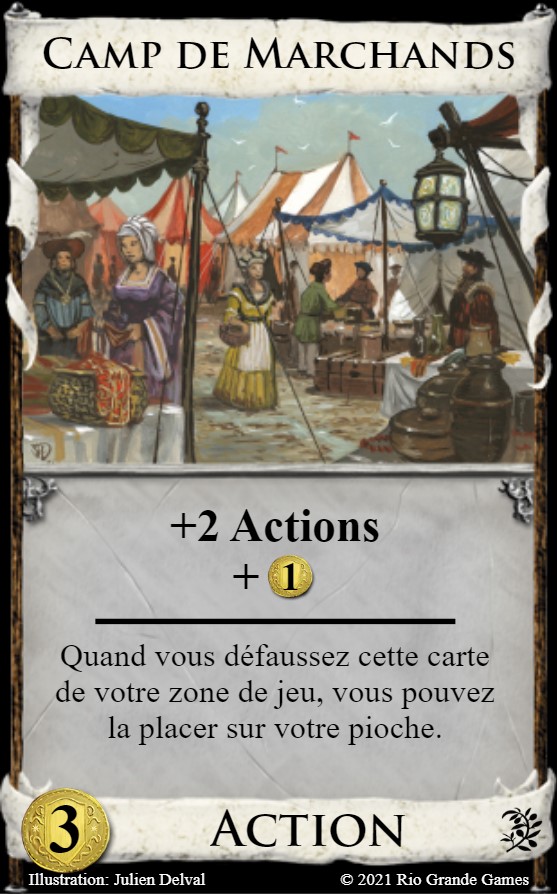 Camp de Marchands
JD
+2 Actions
+ 1
Quand vous défaussez cette carte
de votre zone de jeu, vous pouvez
la placer sur votre pioche.
3
Action
Illustration: Julien Delval
© 2021 Rio Grande Games